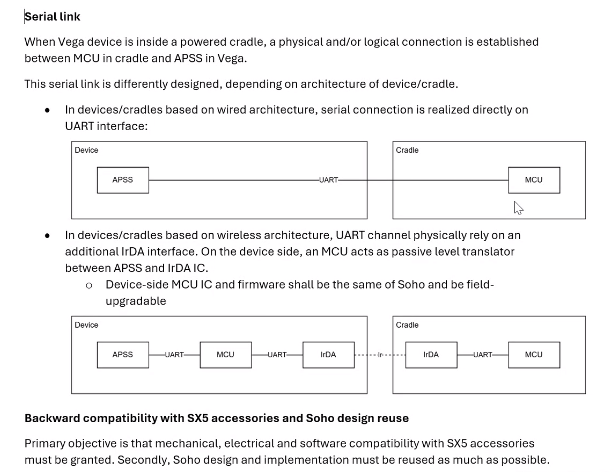 Serial link
When Vega device is inside a powered cradle, a physical and/or logical connection is established
between MCU in cradle and APSS in Vega.
This serial link is differently designed, depending on architecture of device/cradle.
• In devices/cradles based on wired architecture, serial connection is realized directly on
UART interface:
Device
Cradle
APSS
UART
MCU
• In devices/cradles based on wireless architecture, UART channel physically rely on an
additional IrDA interface. On the device side, an MCU acts as passive level translator
between APSS and IrDA IC.
o Device-side MCU IC and firmware shall be the same of Soho and be field-
upgradable
Device
Cradle
APSS
UART
MCU
UART
IrDA
Ir
IrDA
UART
MCU
Backward compatibility with SX5 accessories and Soho design reuse
Primary objective is that mechanical, electrical and software compatibility with SX5 accessories
must be granted. Secondly, Soho design and implementation must be reused as much as possible.